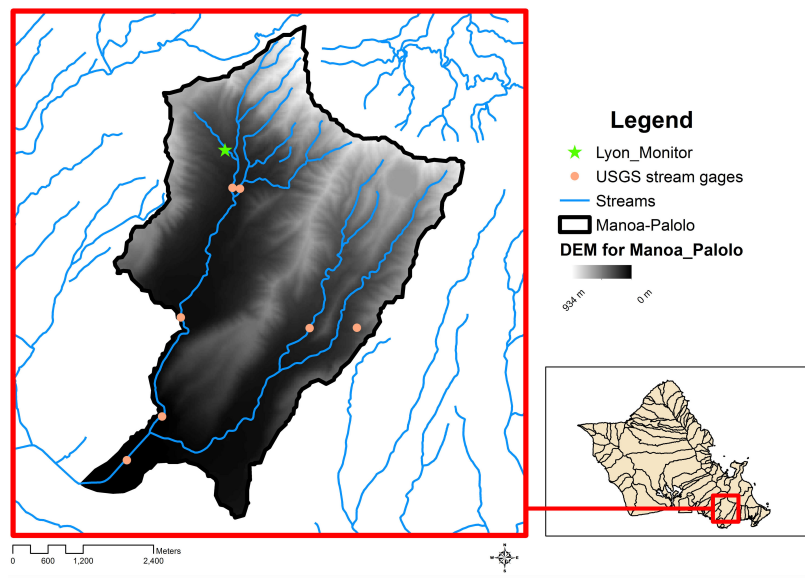 Legend
Lyon_Monitor
USGS stream gages
Streams
Manoa-Palolo
DEM for Manoa_Palolo
934 m
0 m
Meters
0 600 1,200 2,400
N
W E
S